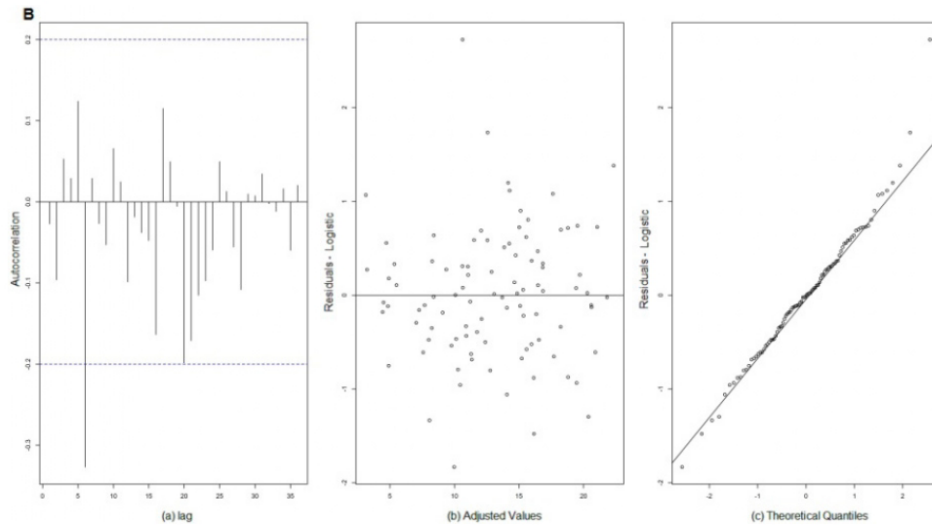 B
Autocorrelation
0.2
0.1
0.0
-0.1
-0.2
-0.3
0 5 10 15 20 25 30 35
(a) lag
Residuals - Logistic
2
1
0
-1
-2
5 10 15 20
(b) Adjusted Values
Residuals - Logistic
2
1
0
-1
-2
-2 -1 0 1 2
(c) Theoretical Quantiles